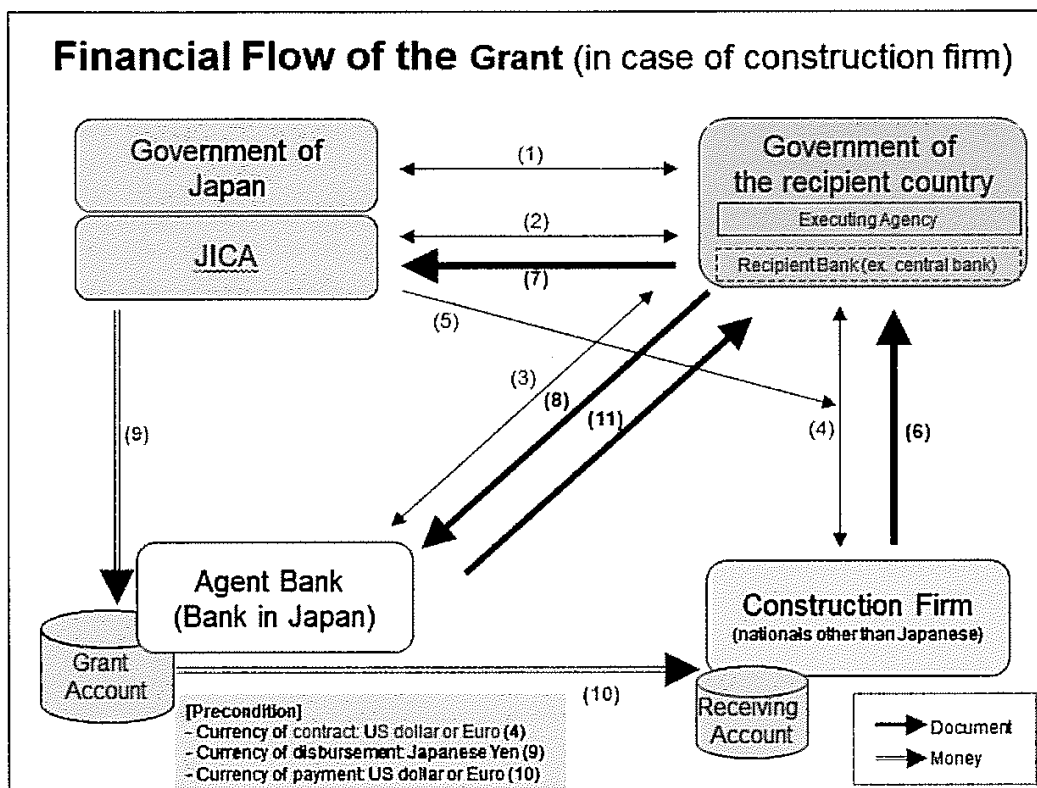 Financial Flow of the Grant (in case of construction firm)
Government of
Japan
JICA
(1)
(2)
(7)
Government of
the recipient country
Executing Agency
Recipient Bank (ex. central bank)
(5)
(3)
(8)
(11)
(4)
(6)
(9)
Agent Bank
(Bank in Japan)
Construction Firm
(nationals other than Japanese)
Grant
Account
(10)
Receiving
Account
[Precondition]
- Currency of contract: US dollar or Euro (4)
- Currency of disbursement: Japanese Yen (9)
- Currency of payment: US dollar or Euro (10)
Document
Money